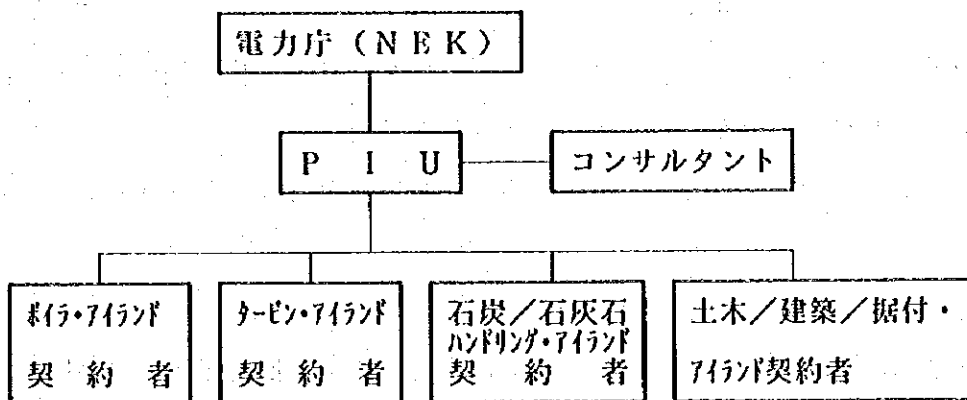 電力庁（NEK）
P I U
コンサルタント
ﾎﾞｲﾗ・ｱｲﾗﾝﾄﾞ
契約者
ﾀｰﾋﾞﾝ・ｱｲﾗﾝﾄﾞ
契約者
石炭／石灰石
ﾊﾝﾄﾞﾘﾝｸﾞ・ｱｲﾗﾝﾄﾞ
契約者
土木／建築／据付・
ｱｲﾗﾝﾄﾞ契約者